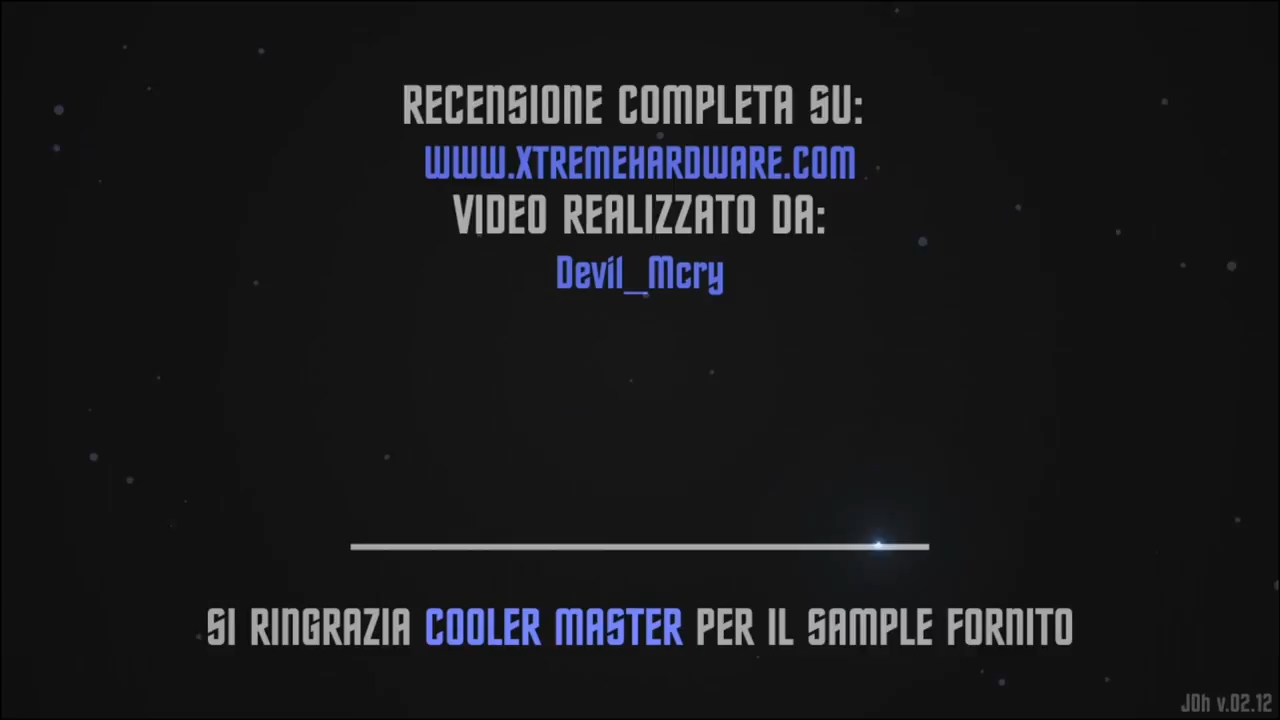 RECENSIONE COMPLETA SU:
WWW.XTREMEHARDWARE.COM
VIDEO REALIZZATO DA:
Devil_Mcry
SI RINGRAZIA COOLER MASTER PER IL SAMPLE FORNITO
J0h v.02.12